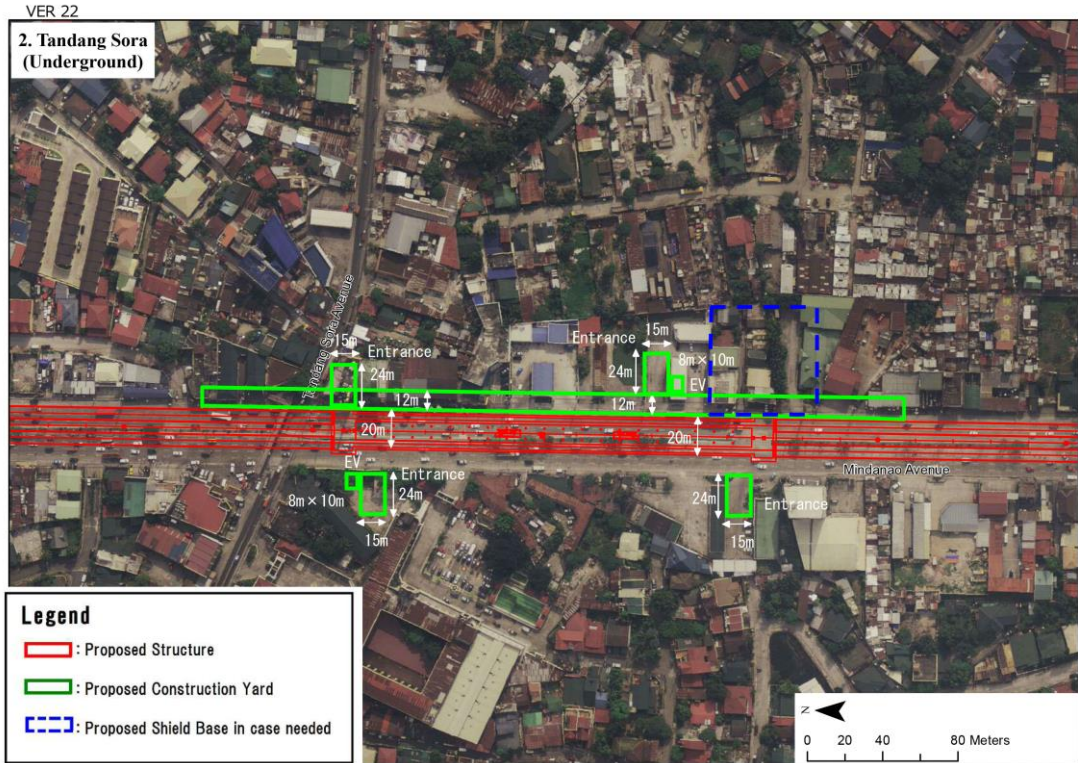 VER 22
2. Tandang Sora
(Underground)
Tandang Sora Avenue
15m
Entrance
24m
12m
20m
15m
Entrance
24m
8m×10m
EV
12m
20m
Mindanao Avenue
EV
Entrance
8m×10m
24m
15m
24m
Entrance
15m
Legend
: Proposed Structure
: Proposed Construction Yard
: Proposed Shield Base in case needed
N
0 20 40 80 Meters